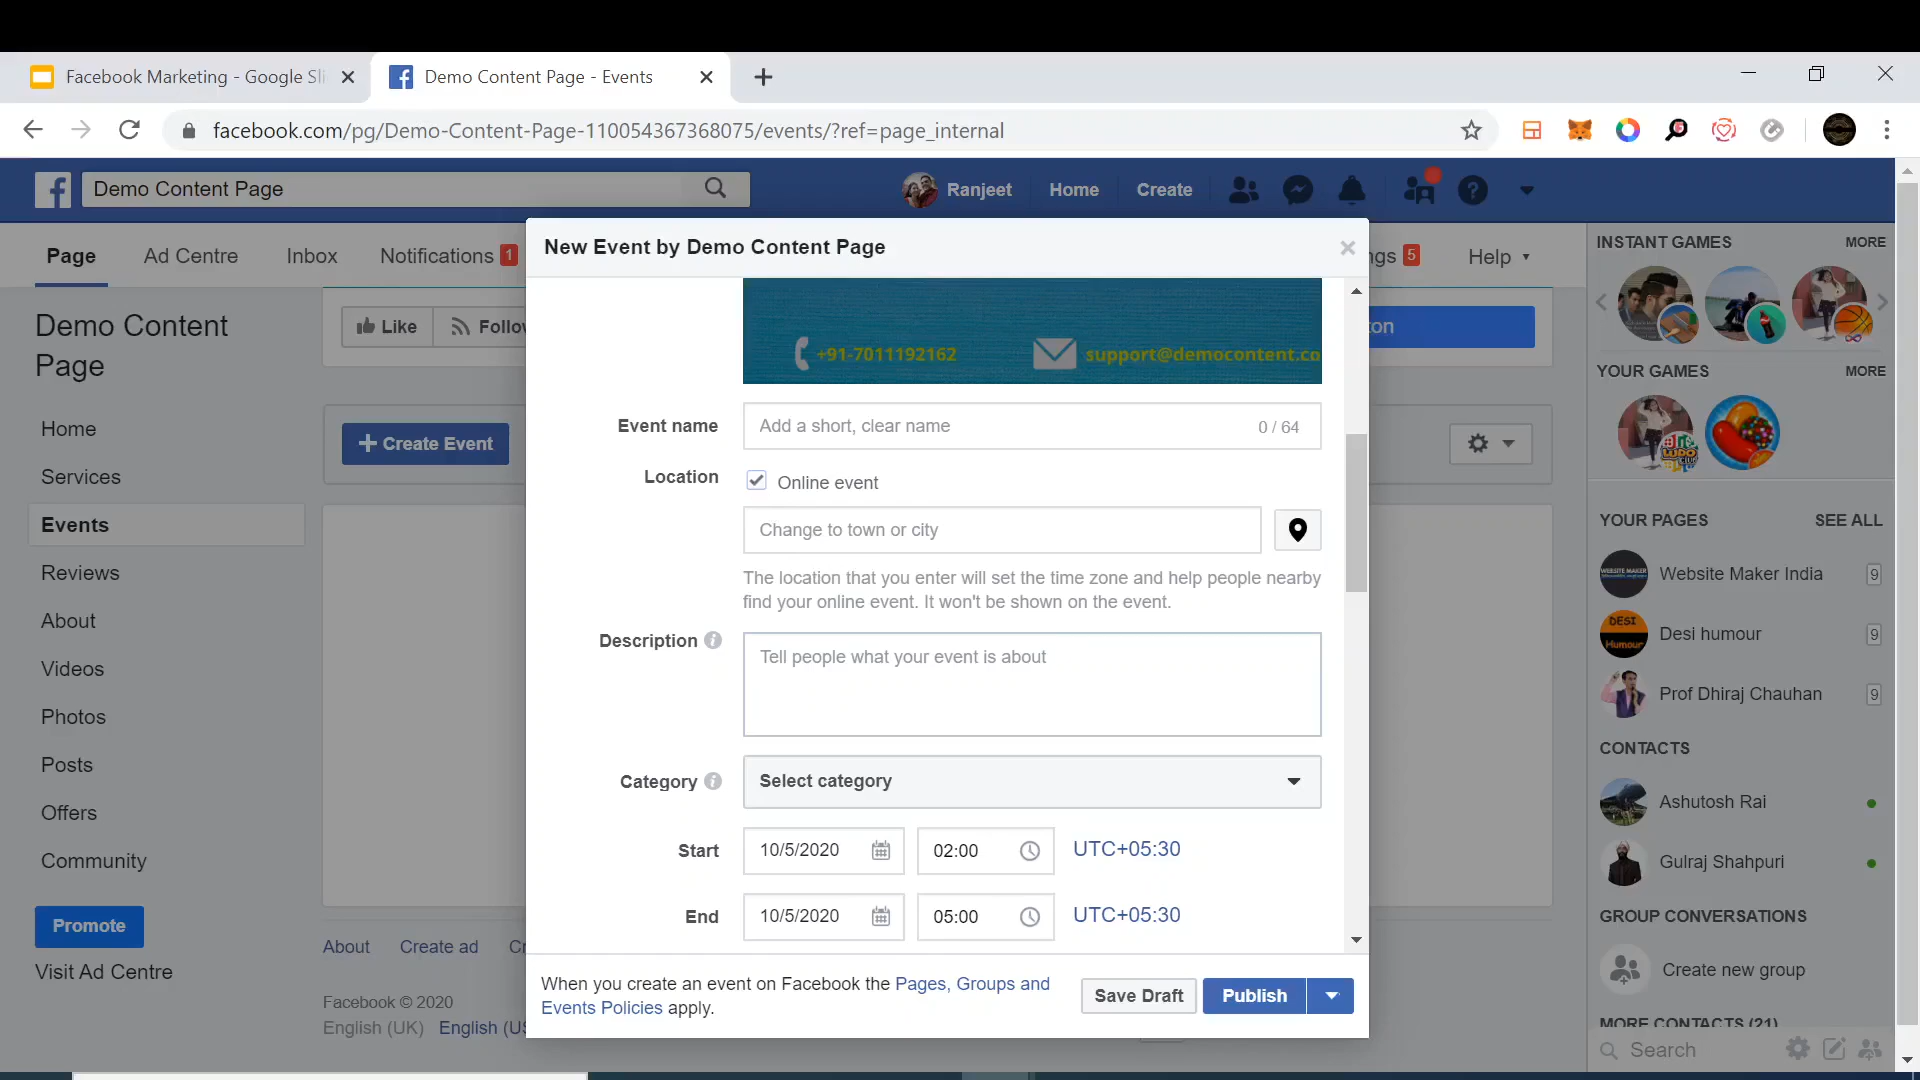 Facebook Marketing - Google Sli
Demo Content Page - Events
facebook.com/pg/Demo-Content-Page-110054367368075/events/?ref=page_internal
Demo Content Page
Ranjeet
Home
Create
Page
Ad Centre
Inbox
Notifications 1
ngs 5
Help
Demo Content
Page
Home
Services
Events
Reviews
About
Videos
Photos
Posts
Offers
Community
Promote
Visit Ad Centre
Like
Follow
+ Create Event
About
Create ad
Cr
Facebook © 2020
English (UK)
English (US
New Event by Demo Content Page
+91-7011192162
support@democontent.co
Event name
Add a short, clear name
0 / 64
Location
Online event
Change to town or city
The location that you enter will set the time zone and help people nearby
find your online event. It won't be shown on the event.
Description
Tell people what your event is about
Category
Select category
Start
10/5/2020
02:00
UTC+05:30
End
10/5/2020
05:00
UTC+05:30
When you create an event on Facebook the Pages, Groups and
Events Policies apply.
Save Draft
Publish
INSTANT GAMES
MORE
YOUR GAMES
MORE
LUDO
YOUR PAGES
SEE ALL
WEBSITE MAKER
Website Maker India
9
DESI
Humour
Desi humour
9
Prof Dhiraj Chauhan
9
CONTACTS
Ashutosh Rai
Gulraj Shahpuri
GROUP CONVERSATIONS
Create new group
MORE CONTACTS (21)
Search